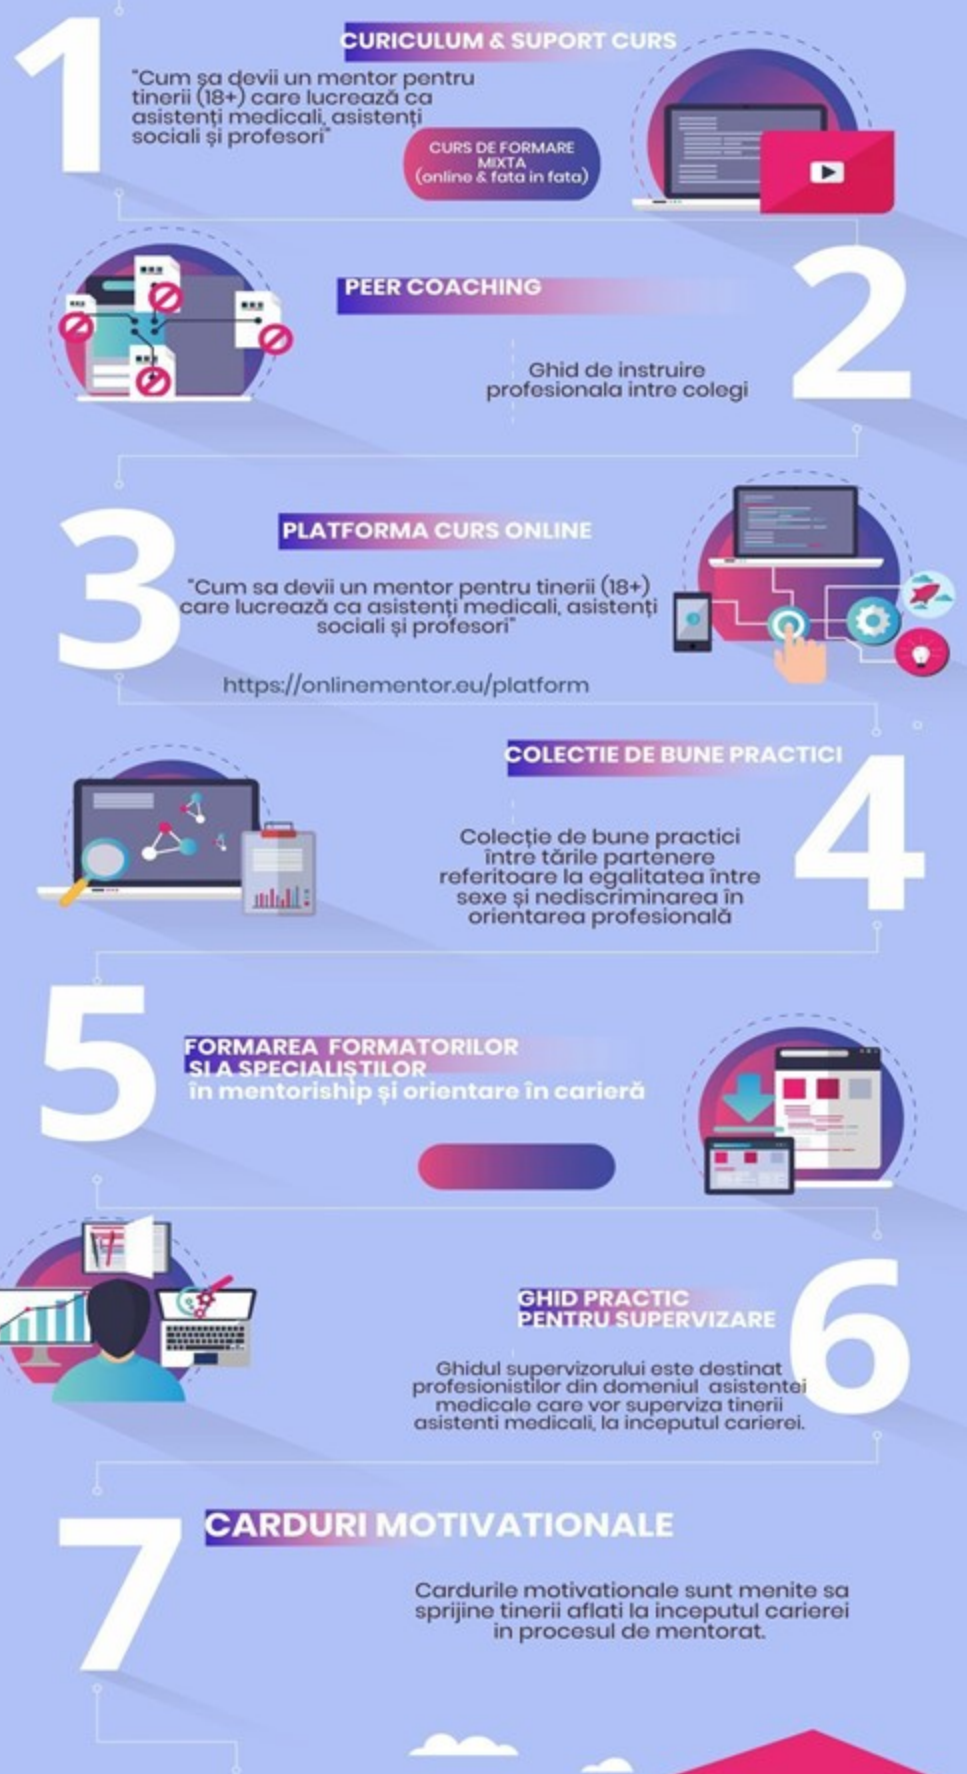 1
CURICULUM & SUPORT CURS
"Cum șa devii un mentor pentru
tinerii (18+) care lucrează ca
asistenți medicali, asistenți
sociali și profesori"
CURS DE FORMARE
MIXTA
(online & fata in fata)
2
PEER COACHING
Ghid de instruire
profesionala intre colegi
3
PLATFORMA CURS ONLINE
"Cum sa devii un mentor pentru tinerii (18+)
care lucrează ca asistenți medicali, asistenți
sociali și profesori"
https://onlinementor.eu/platform
4
COLECTIE DE BUNE PRACTICI
Colecție de bune practici
între tările partenere
referitoare la egalitatea între
sexe și nediscriminarea în
orientarea profesională
5
FORMAREA FORMATORILOR
SI A SPECIALIȘTILOR
în mentoriship și orientare în carieră
6
GHID PRACTIC
PENTRU SUPERVIZARE
Ghidul supervizorului este destinat
profesionistilor din domeniul asistentei
medicale care vor superviza tinerii
asistenti medicali, la inceputul carierei.
7
CARDURI MOTIVATIONALE
Cardurile motivationale sunt menite sa
sprijine tinerii aflati la inceputul carierei
in procesul de mentorat.